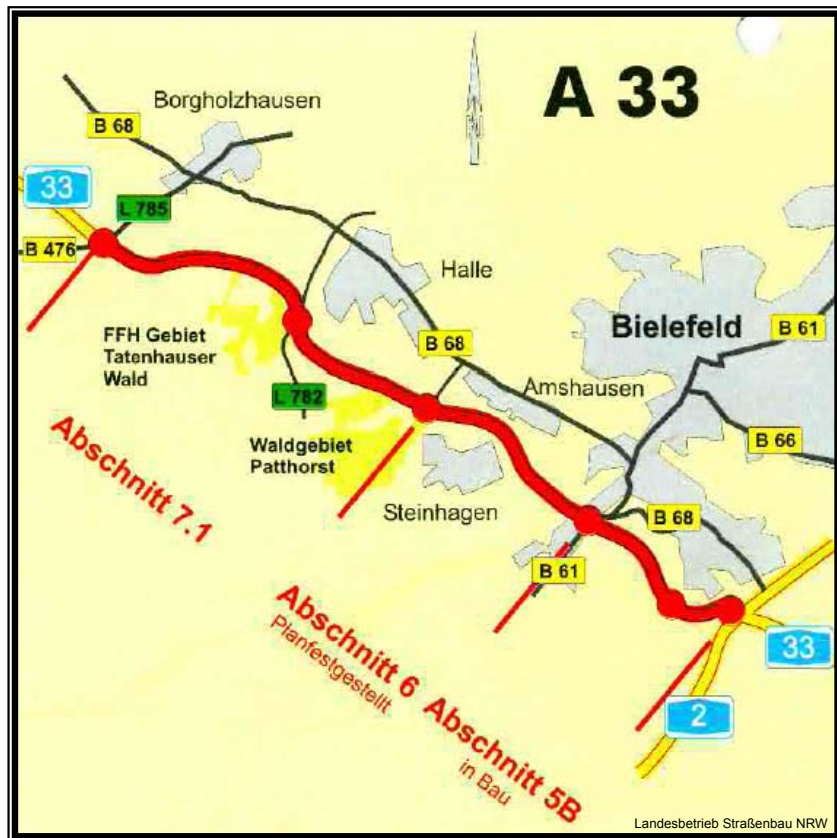 A 33
Borgholzhausen
B 68
33
L 785
B 476
Halle
FFH Gebiet
Tatenhauser
Wald
B 68
Bielefeld
B 61
L 782
Amshausen
Waldgebiet
Patthorst
B 66
Abschnitt 7.1
Steinhagen
B 68
B 61
Abschnitt 6
Planfestgestellt
33
Abschnitt 5B
in Bau
2
Landesbetrieb Straßenbau NRW